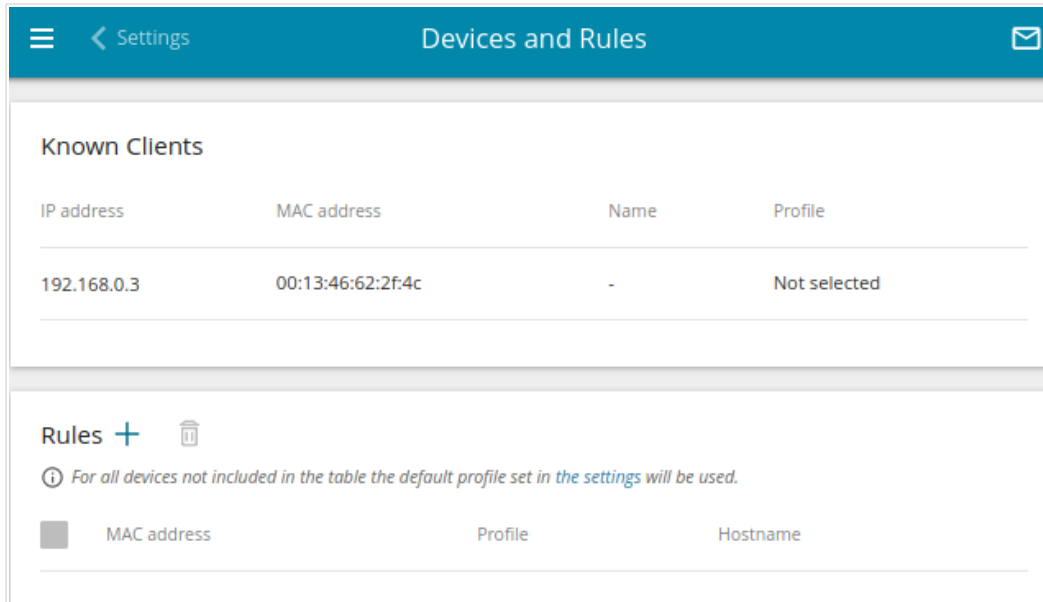 Settings
Devices and Rules
Known Clients
IP address MAC address Name Profile
192.168.0.3 00:13:46:62:2f:4c - Not selected
Rules
For all devices not included in the table the default profile set in the settings will be used.
MAC address Profile Hostname